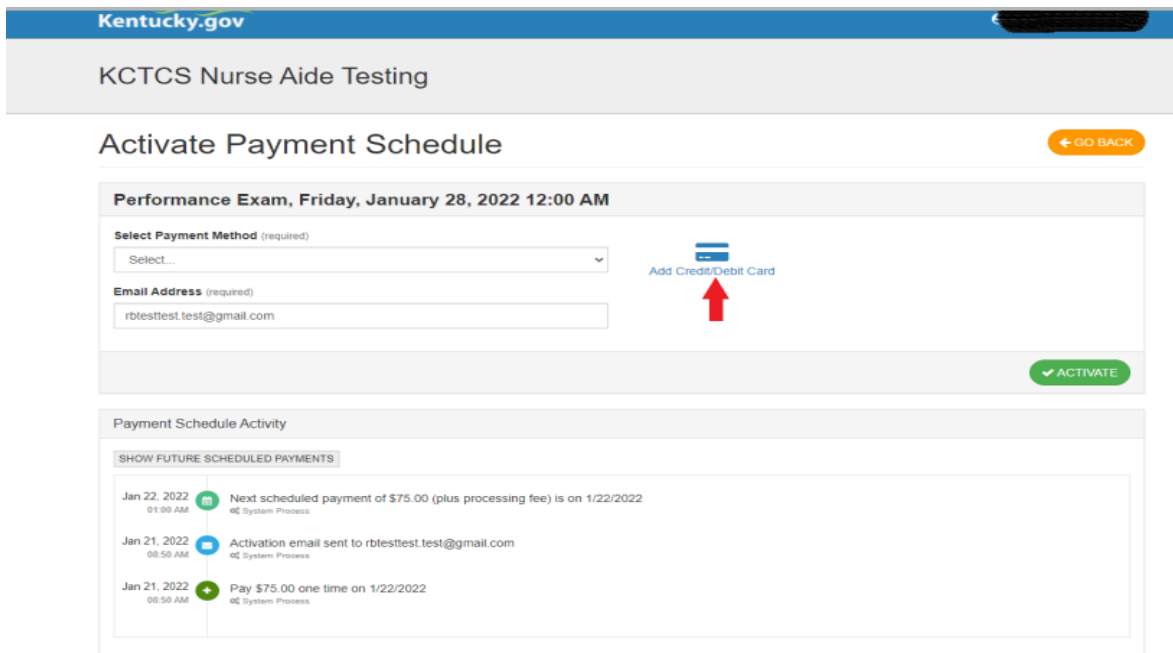 Kentucky.gov
KCTCS Nurse Aide Testing
Activate Payment Schedule
GO BACK
Performance Exam, Friday, January 28, 2022 12:00 AM
Select Payment Method (required)
Select...
Add Credit/Debit Card
Email Address (required)
rbtesttest.test@gmail.com
ACTIVATE
Payment Schedule Activity
SHOW FUTURE SCHEDULED PAYMENTS
Jan 22, 2022 Next scheduled payment of $75.00 (plus processing fee) is on 1/22/2022
01:00 AM System Process
Jan 21, 2022 Activation email sent to rbtesttest.test@gmail.com
08:50 AM System Process
Jan 21, 2022 Pay $75.00 one time on 1/22/2022
08:50 AM System Process